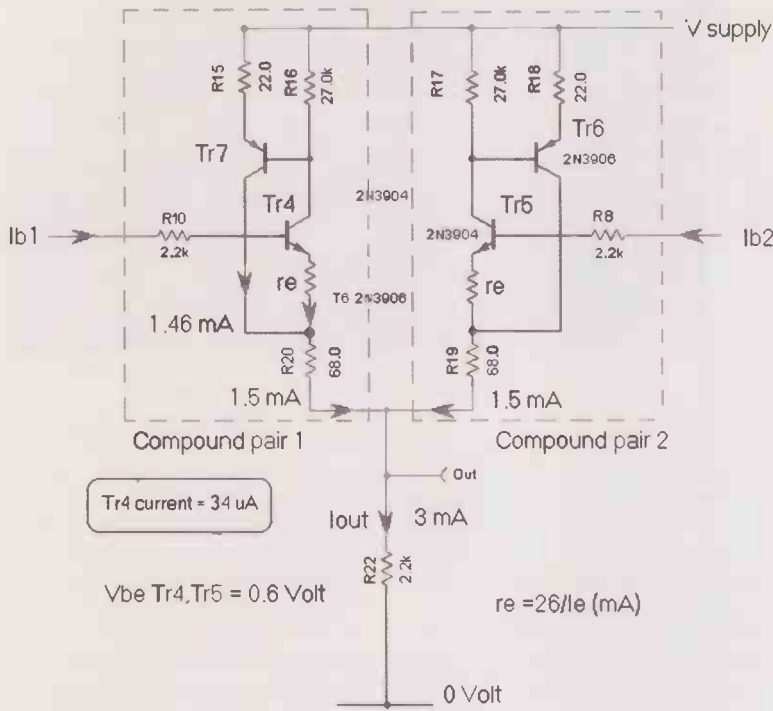 V supply
R15
22.0
R16
27.0k
R17
27.0k
R18
22.0
Tr7
Tr6
2N3906
Tr4
2N3904
Tr5
2N3904
Ib1
R10
2.2k
R8
2.2k
Ib2
re
T6 2N3906
re
1.46 mA
R20
68.0
R19
68.0
1.5 mA
1.5 mA
Compound pair 1
Compound pair 2
Out
Tr4 current = 34 uA
Iout
3 mA
R22
2.2k
Vbe Tr4,Tr5 = 0.6 Volt
re =26/Ie (mA)
0 Volt